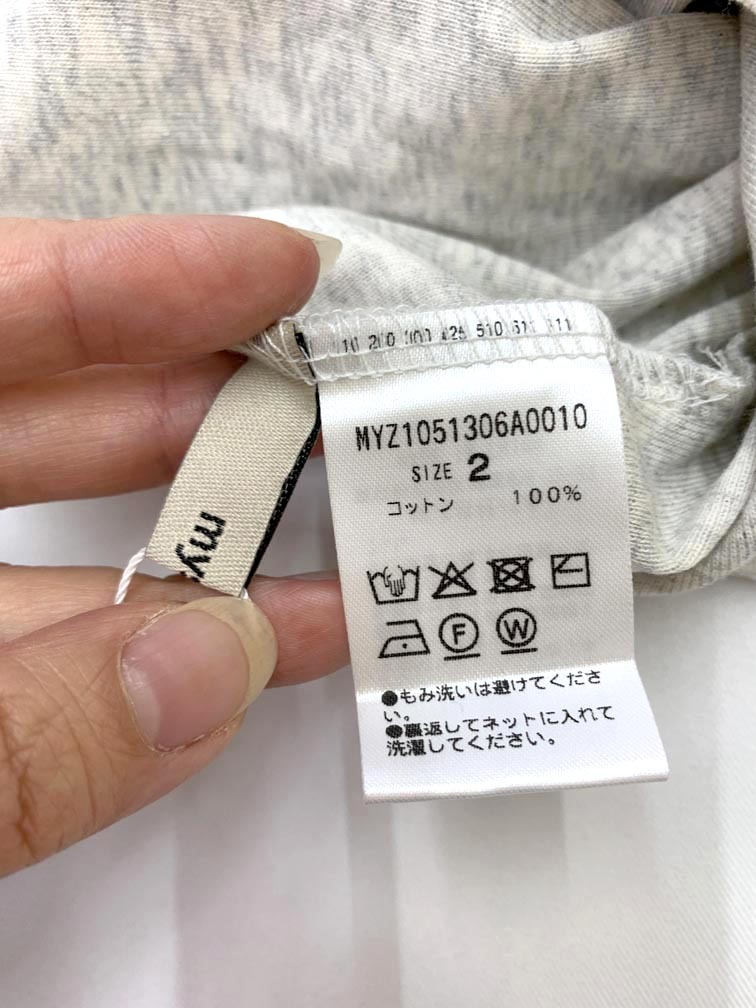 MYZ1051306A0010
SIZE 2
コットン 100%
F W
●もみ洗いは避けてくださ
い。
●裏返してネットに入れて
洗濯してください。
my